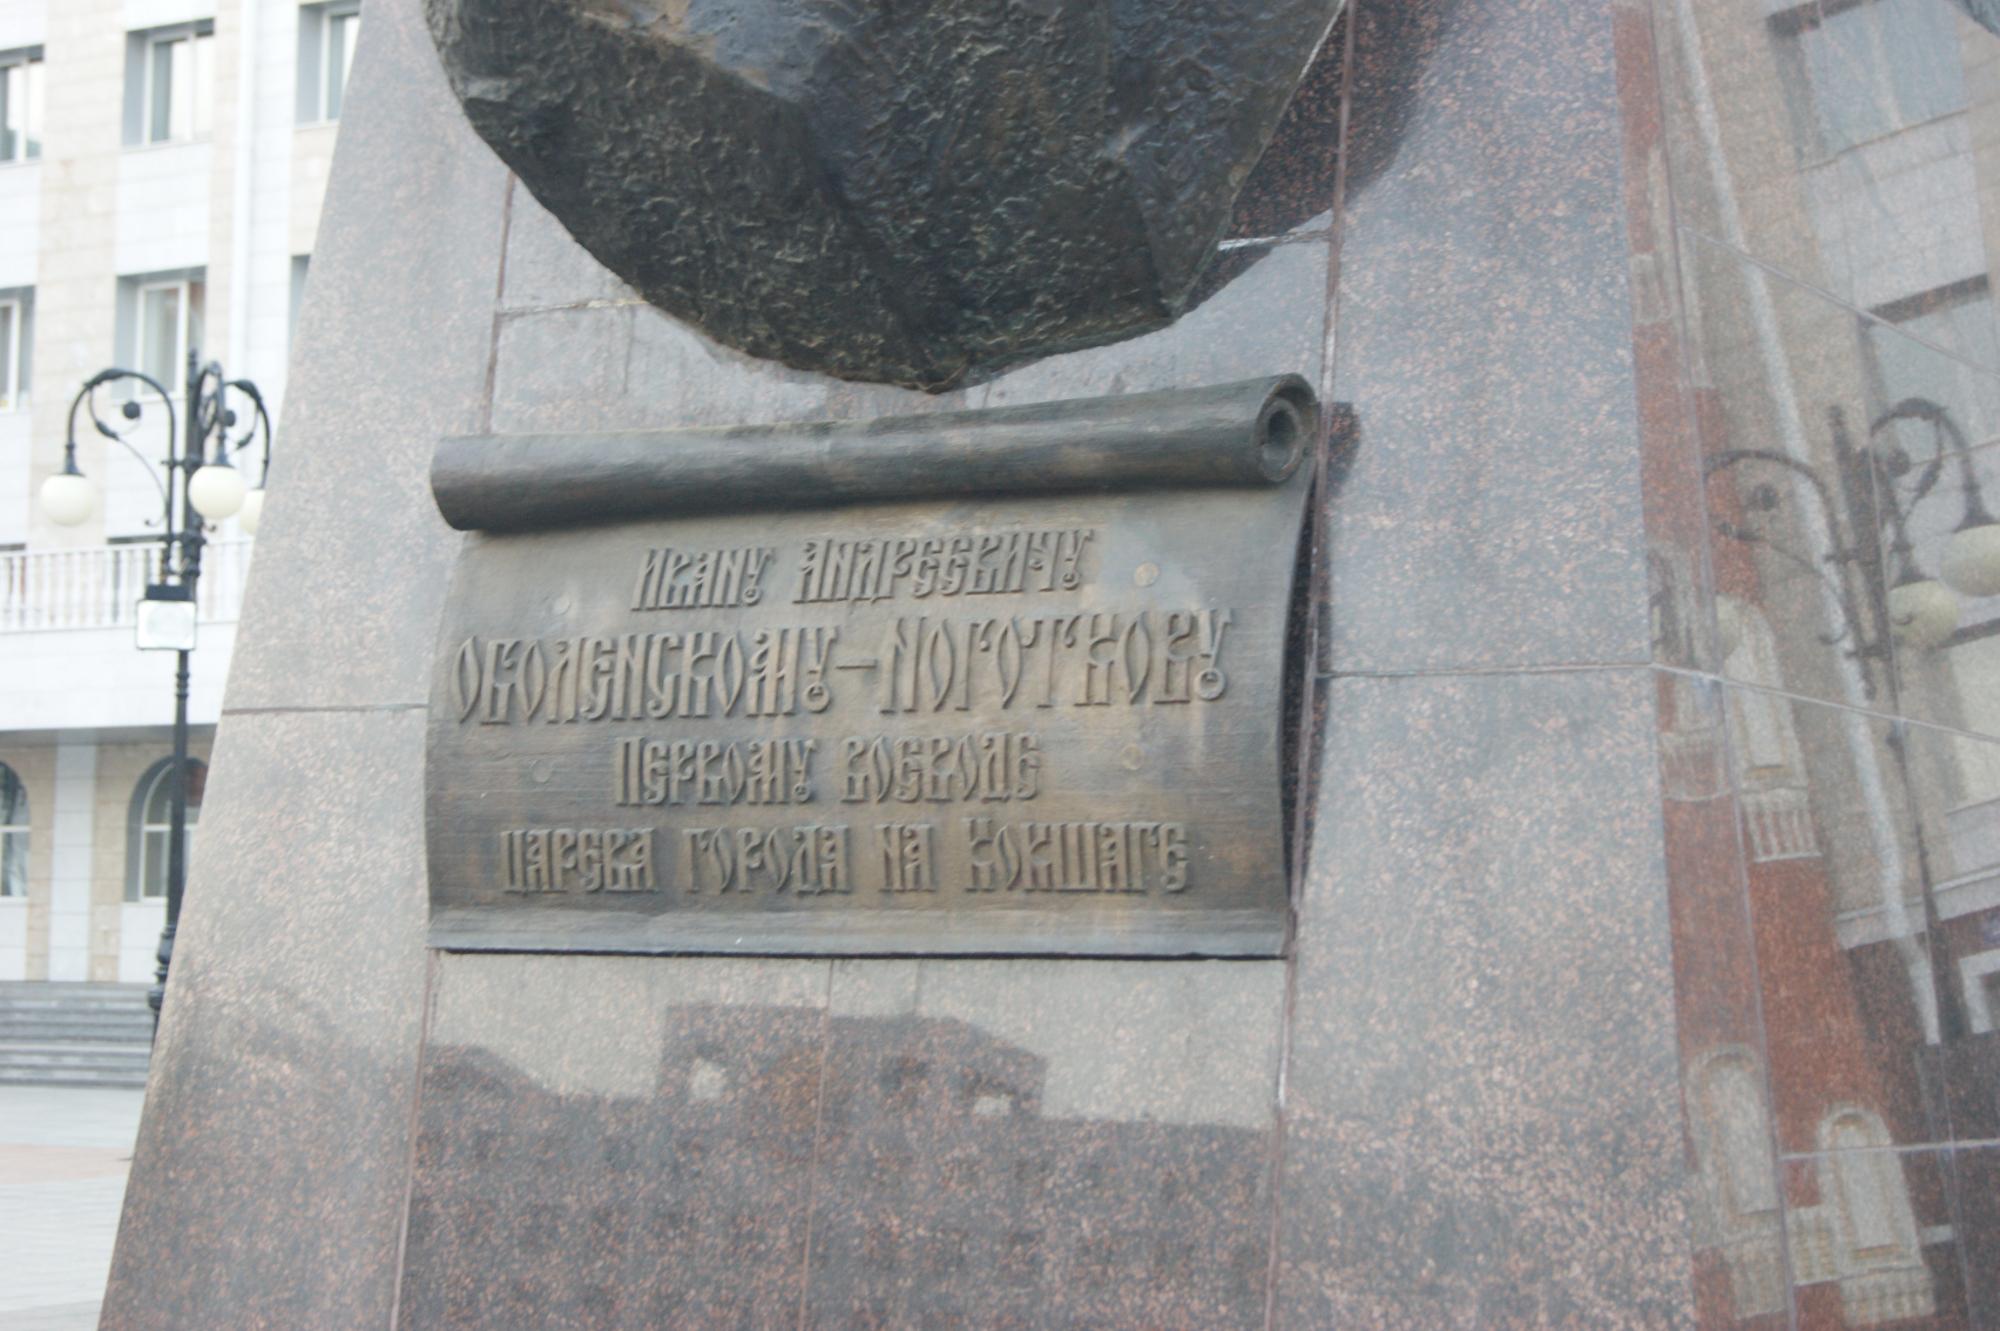 Ивану Андреевичу
Оболенскому-Ноготкову
Первому воеводе
Царева города на Кокшаге